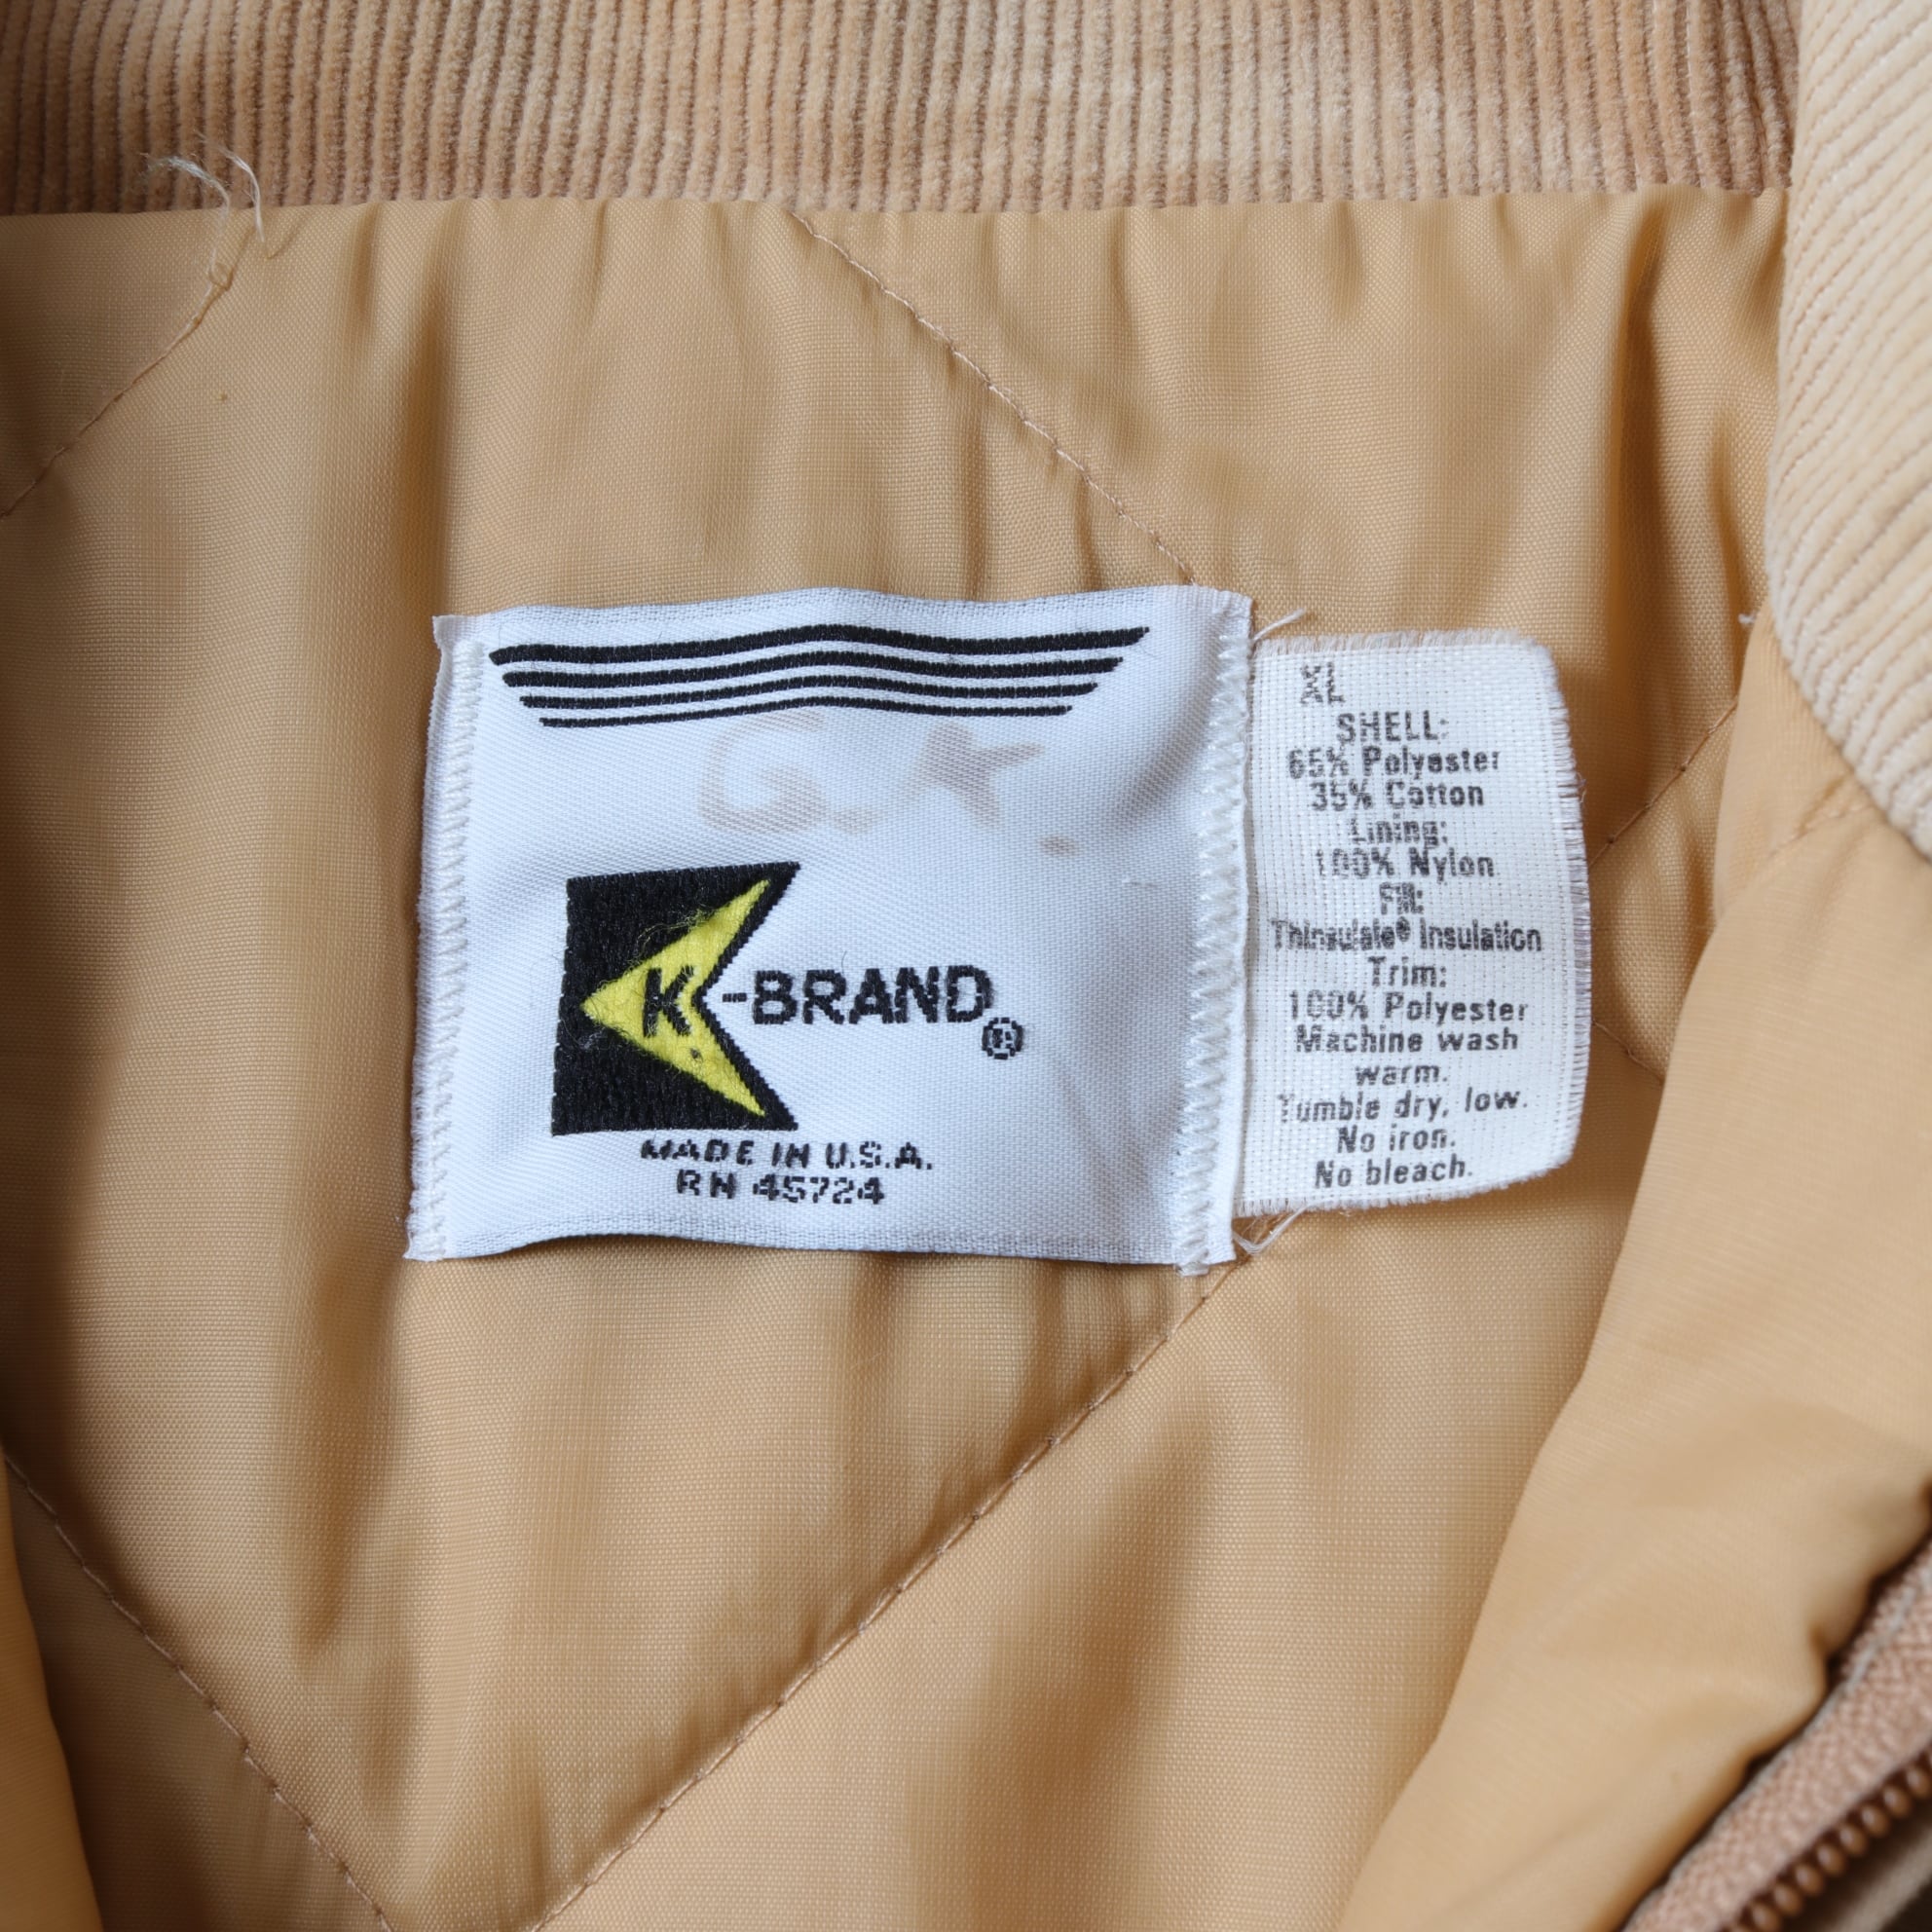 K-BRAND®
MADE IN U.S.A.
RN 45724
XL
SHELL:
65% Polyester
35% Cotton
Lining:
100% Nylon
Fill:
Thinsulate® Insulation
Trim:
100% Polyester
Machine wash
warm.
Tumble dry, low.
No iron.
No bleach.